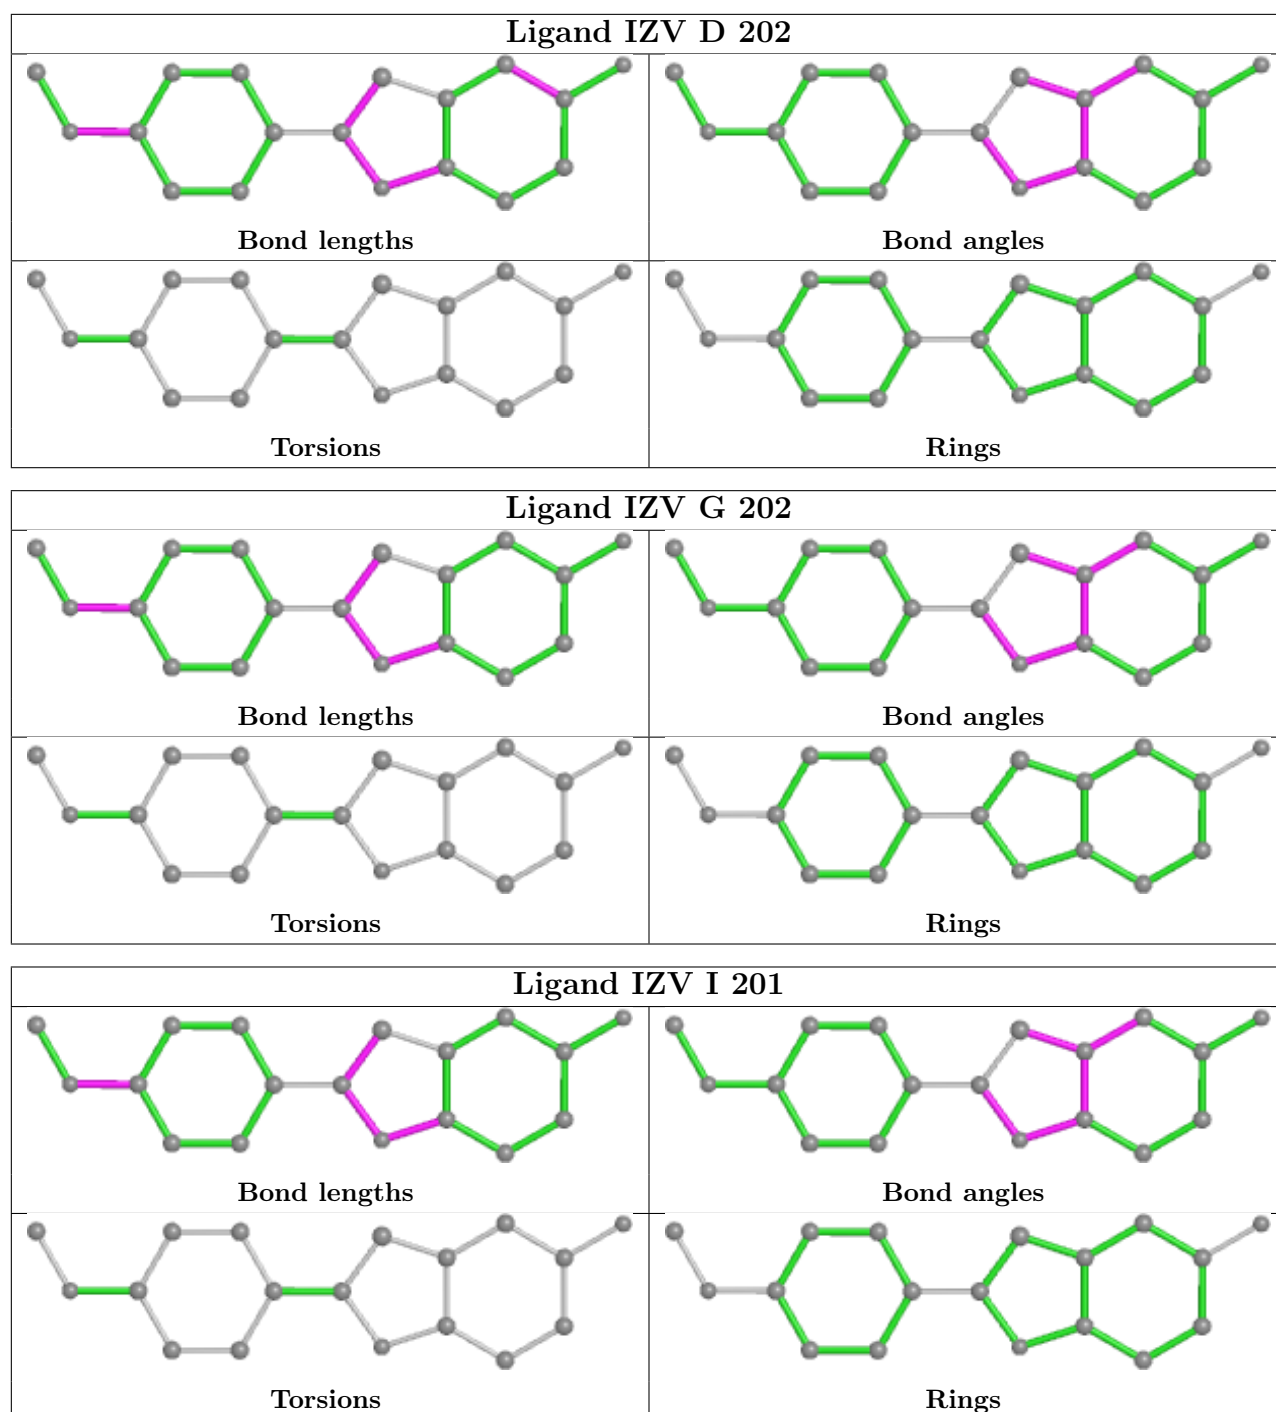 Ligand IZV D 202
Bond lengths
Bond angles
Torsions
Rings
Ligand IZV G 202
Bond lengths
Bond angles
Torsions
Rings
Ligand IZV I 201
Bond lengths
Bond angles
Torsions
Rings